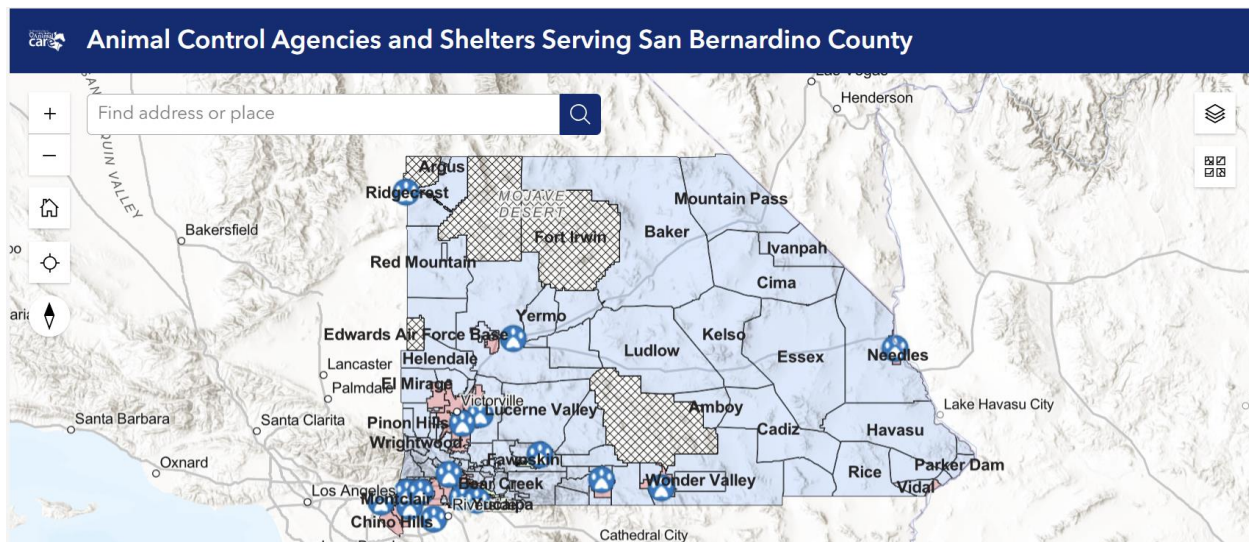 care
Animal Control Agencies and Shelters Serving San Bernardino County
Find address or place
Las Vegas
Henderson
Argus
Ridgecrest
MOJAVE
DESERT
Mountain Pass
Fort Irwin
Baker
Ivanpah
Bakersfield
Red Mountain
Cima
Yermo
Edwards Air Force Base
Kelso
Ludlow
Essex
Needles
Helendale
Lancaster
El Mirage
Palmdale
Victorville
Lucerne Valley
Amboy
Lake Havasu City
Santa Barbara
Santa Clarita
Pinon Hills
Cadiz
Havasu
Wrightwood
Fawnskin
Oxnard
Bear Creek
Wonder Valley
Rice
Parker Dam
Vidal
Los Angeles
Montclair
Yucaipa
Chino Hills
Cathedral City